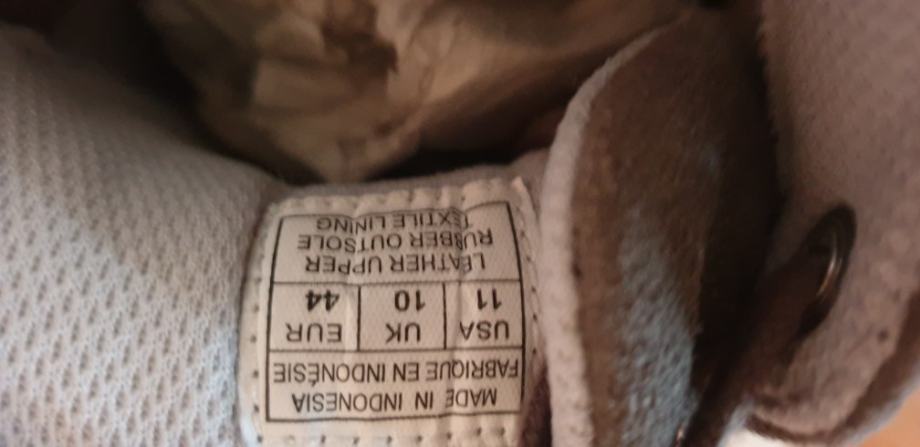 MADE IN INDONESIA
FABRIQUE EN INDONÉSIE
USA UK EUR
11 10 44
LEATHER UPPER
RUBBER OUTSOLE
TEXTILE LINING